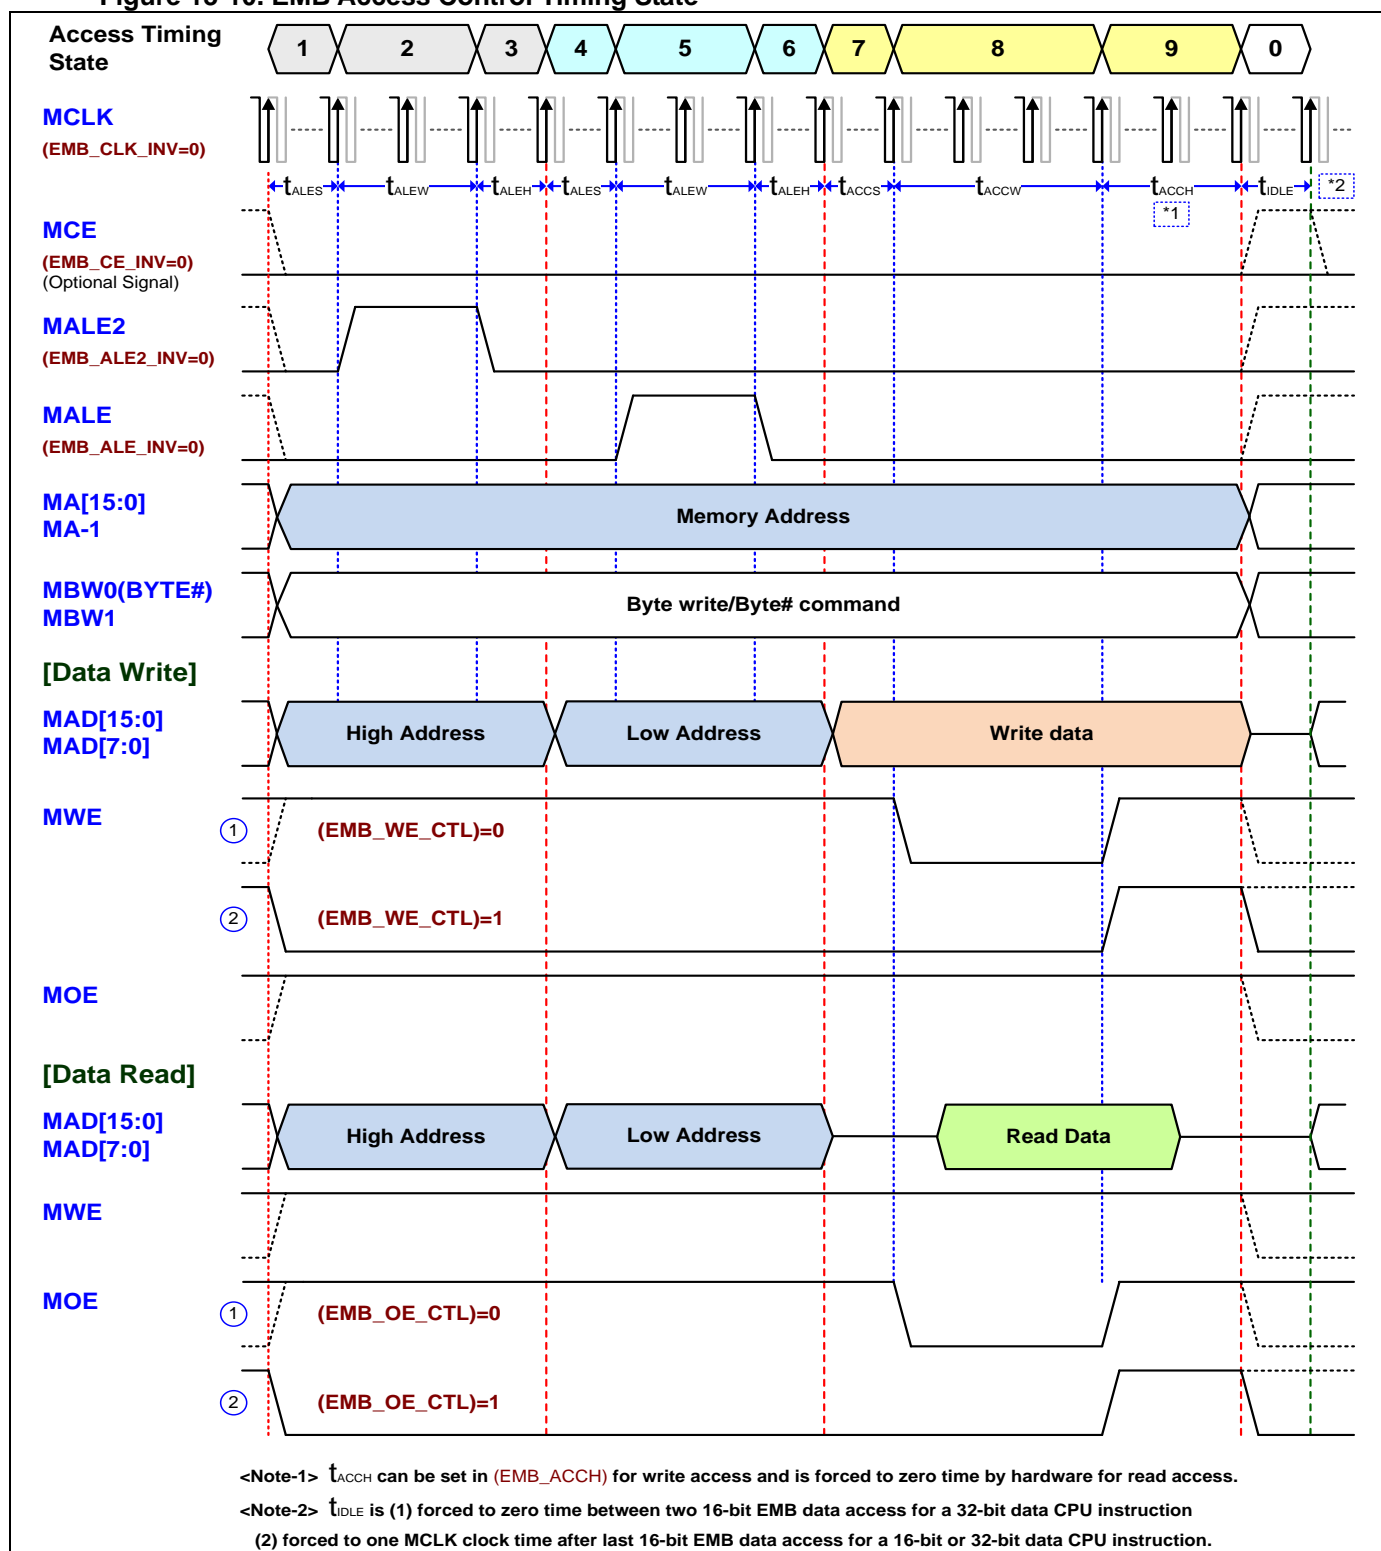 Figure 15-10. EMB Access Control Timing State
Access Timing
State
1 2 3 4 5 6 7 8 9 0
MCLK
(EMB_CLK_INV=0)
tALES tALEW tALEH tALES tALEW tALEH tACCS tACCW tACCH tIDLE *2
*1
MCE
(EMB_CE_INV=0)
(Optional Signal)
MALE2
(EMB_ALE2_INV=0)
MALE
(EMB_ALE_INV=0)
MA[15:0]
MA-1
Memory Address
MBW0(BYTE#)
MBW1
Byte write/Byte# command
[Data Write]
MAD[15:0]
MAD[7:0]
High Address Low Address Write data
MWE
1 (EMB_WE_CTL)=0
2 (EMB_WE_CTL)=1
MOE
[Data Read]
MAD[15:0]
MAD[7:0]
High Address Low Address Read Data
MWE
MOE
1 (EMB_OE_CTL)=0
2 (EMB_OE_CTL)=1
<Note-1> tACCH can be set in (EMB_ACCH) for write access and is forced to zero time by hardware for read access.
<Note-2> tIDLE is (1) forced to zero time between two 16-bit EMB data access for a 32-bit data CPU instruction
(2) forced to one MCLK clock time after last 16-bit EMB data access for a 16-bit or 32-bit data CPU instruction.